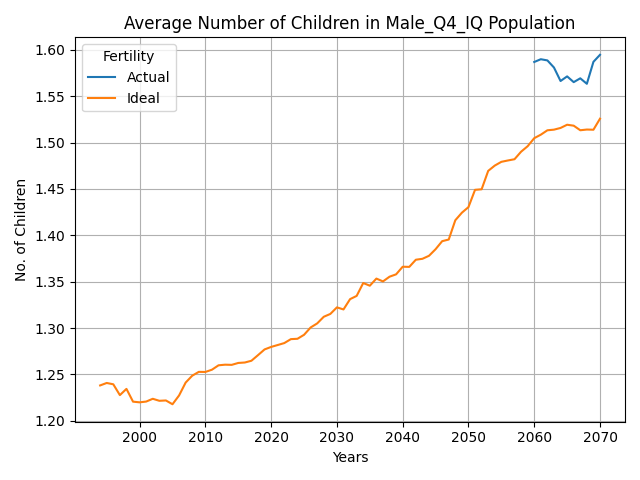 Average Number of Children in Male_Q4_IQ Population
Fertility
Actual
Ideal
No. of Children
1.60
1.55
1.50
1.45
1.40
1.35
1.30
1.25
1.20
2000 2010 2020 2030 2040 2050 2060 2070
Years